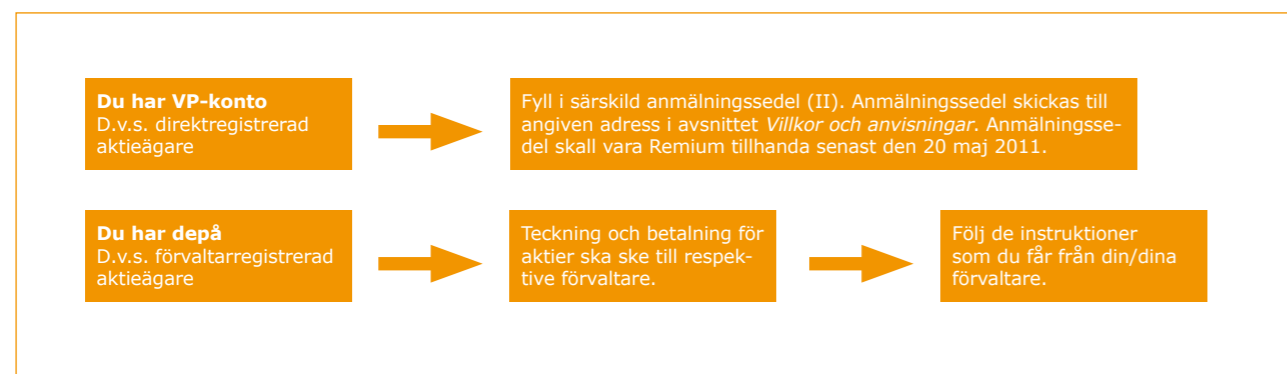 Du har VP-konto
D.v.s. direktregistrerad
aktieägare
Fyll i särskild anmälningssedel (II). Anmälningssedel skickas till
angiven adress i avsnittet Villkor och anvisningar. Anmälningsse-
del skall vara Remium tillhanda senast den 20 maj 2011.
Du har depå
D.v.s. förvaltarregistrerad
aktieägare
Teckning och betalning för
aktier ska ske till respek-
tive förvaltare.
Följ de instruktioner
som du får från din/dina
förvaltare.